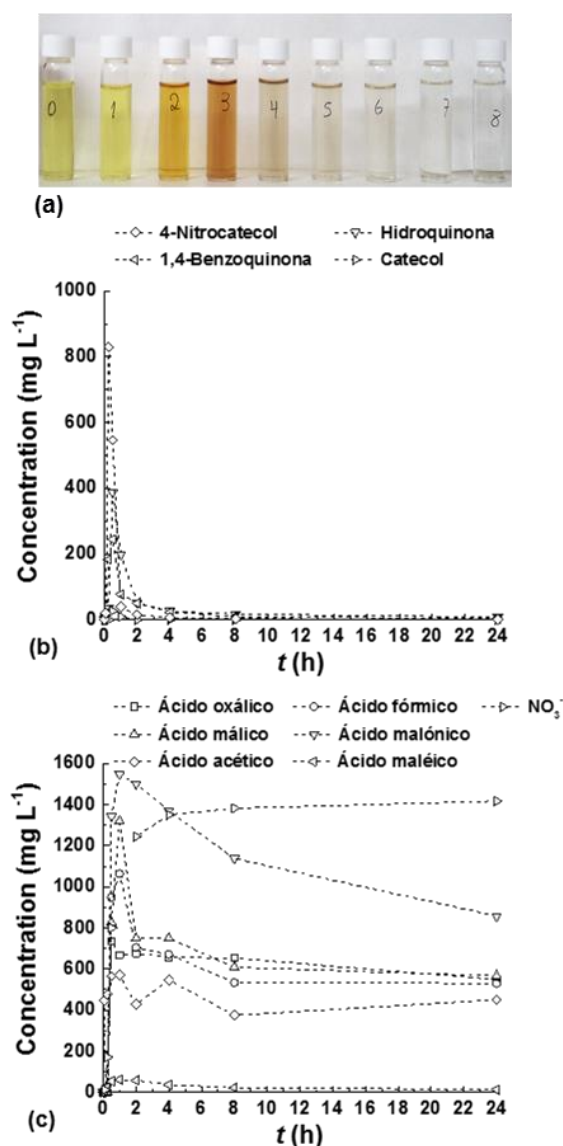 0 1 2 3 4 5 6 7 8
(a)
4-Nitrocatecol Hidroquinona
1,4-Benzoquinona Catecol
1000
800
600
400
200
0
Concentration (mg L⁻¹)
0 2 4 6 8 10 12 14 16 18 20 22 24
(b)
t (h)
Ácido oxálico Ácido fórmico NO₃⁻
Ácido málico Ácido malónico
Ácido acético Ácido maléico
1600
1400
1200
1000
800
600
400
200
0
Concentration (mg L⁻¹)
0 2 4 6 8 10 12 14 16 18 20 22 24
(c)
t (h)